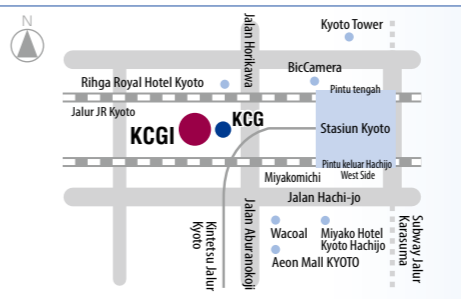 N
Kyoto Tower
Jalan Horikawa
BicCamera
Rihga Royal Hotel Kyoto
Pintu tengah
Jalur JR Kyoto
KCG
KCGI
Stasiun Kyoto
Pintu keluar Hachijo
West Side
Miyakomichi
Jalan Hachi-jo
Kintetsu Jalur
Kyoto
Jalan Aburanokoji
Wacoal
Miyako Hotel
Kyoto Hachijo
Aeon Mall KYOTO
Subway Jalur
Karasuma